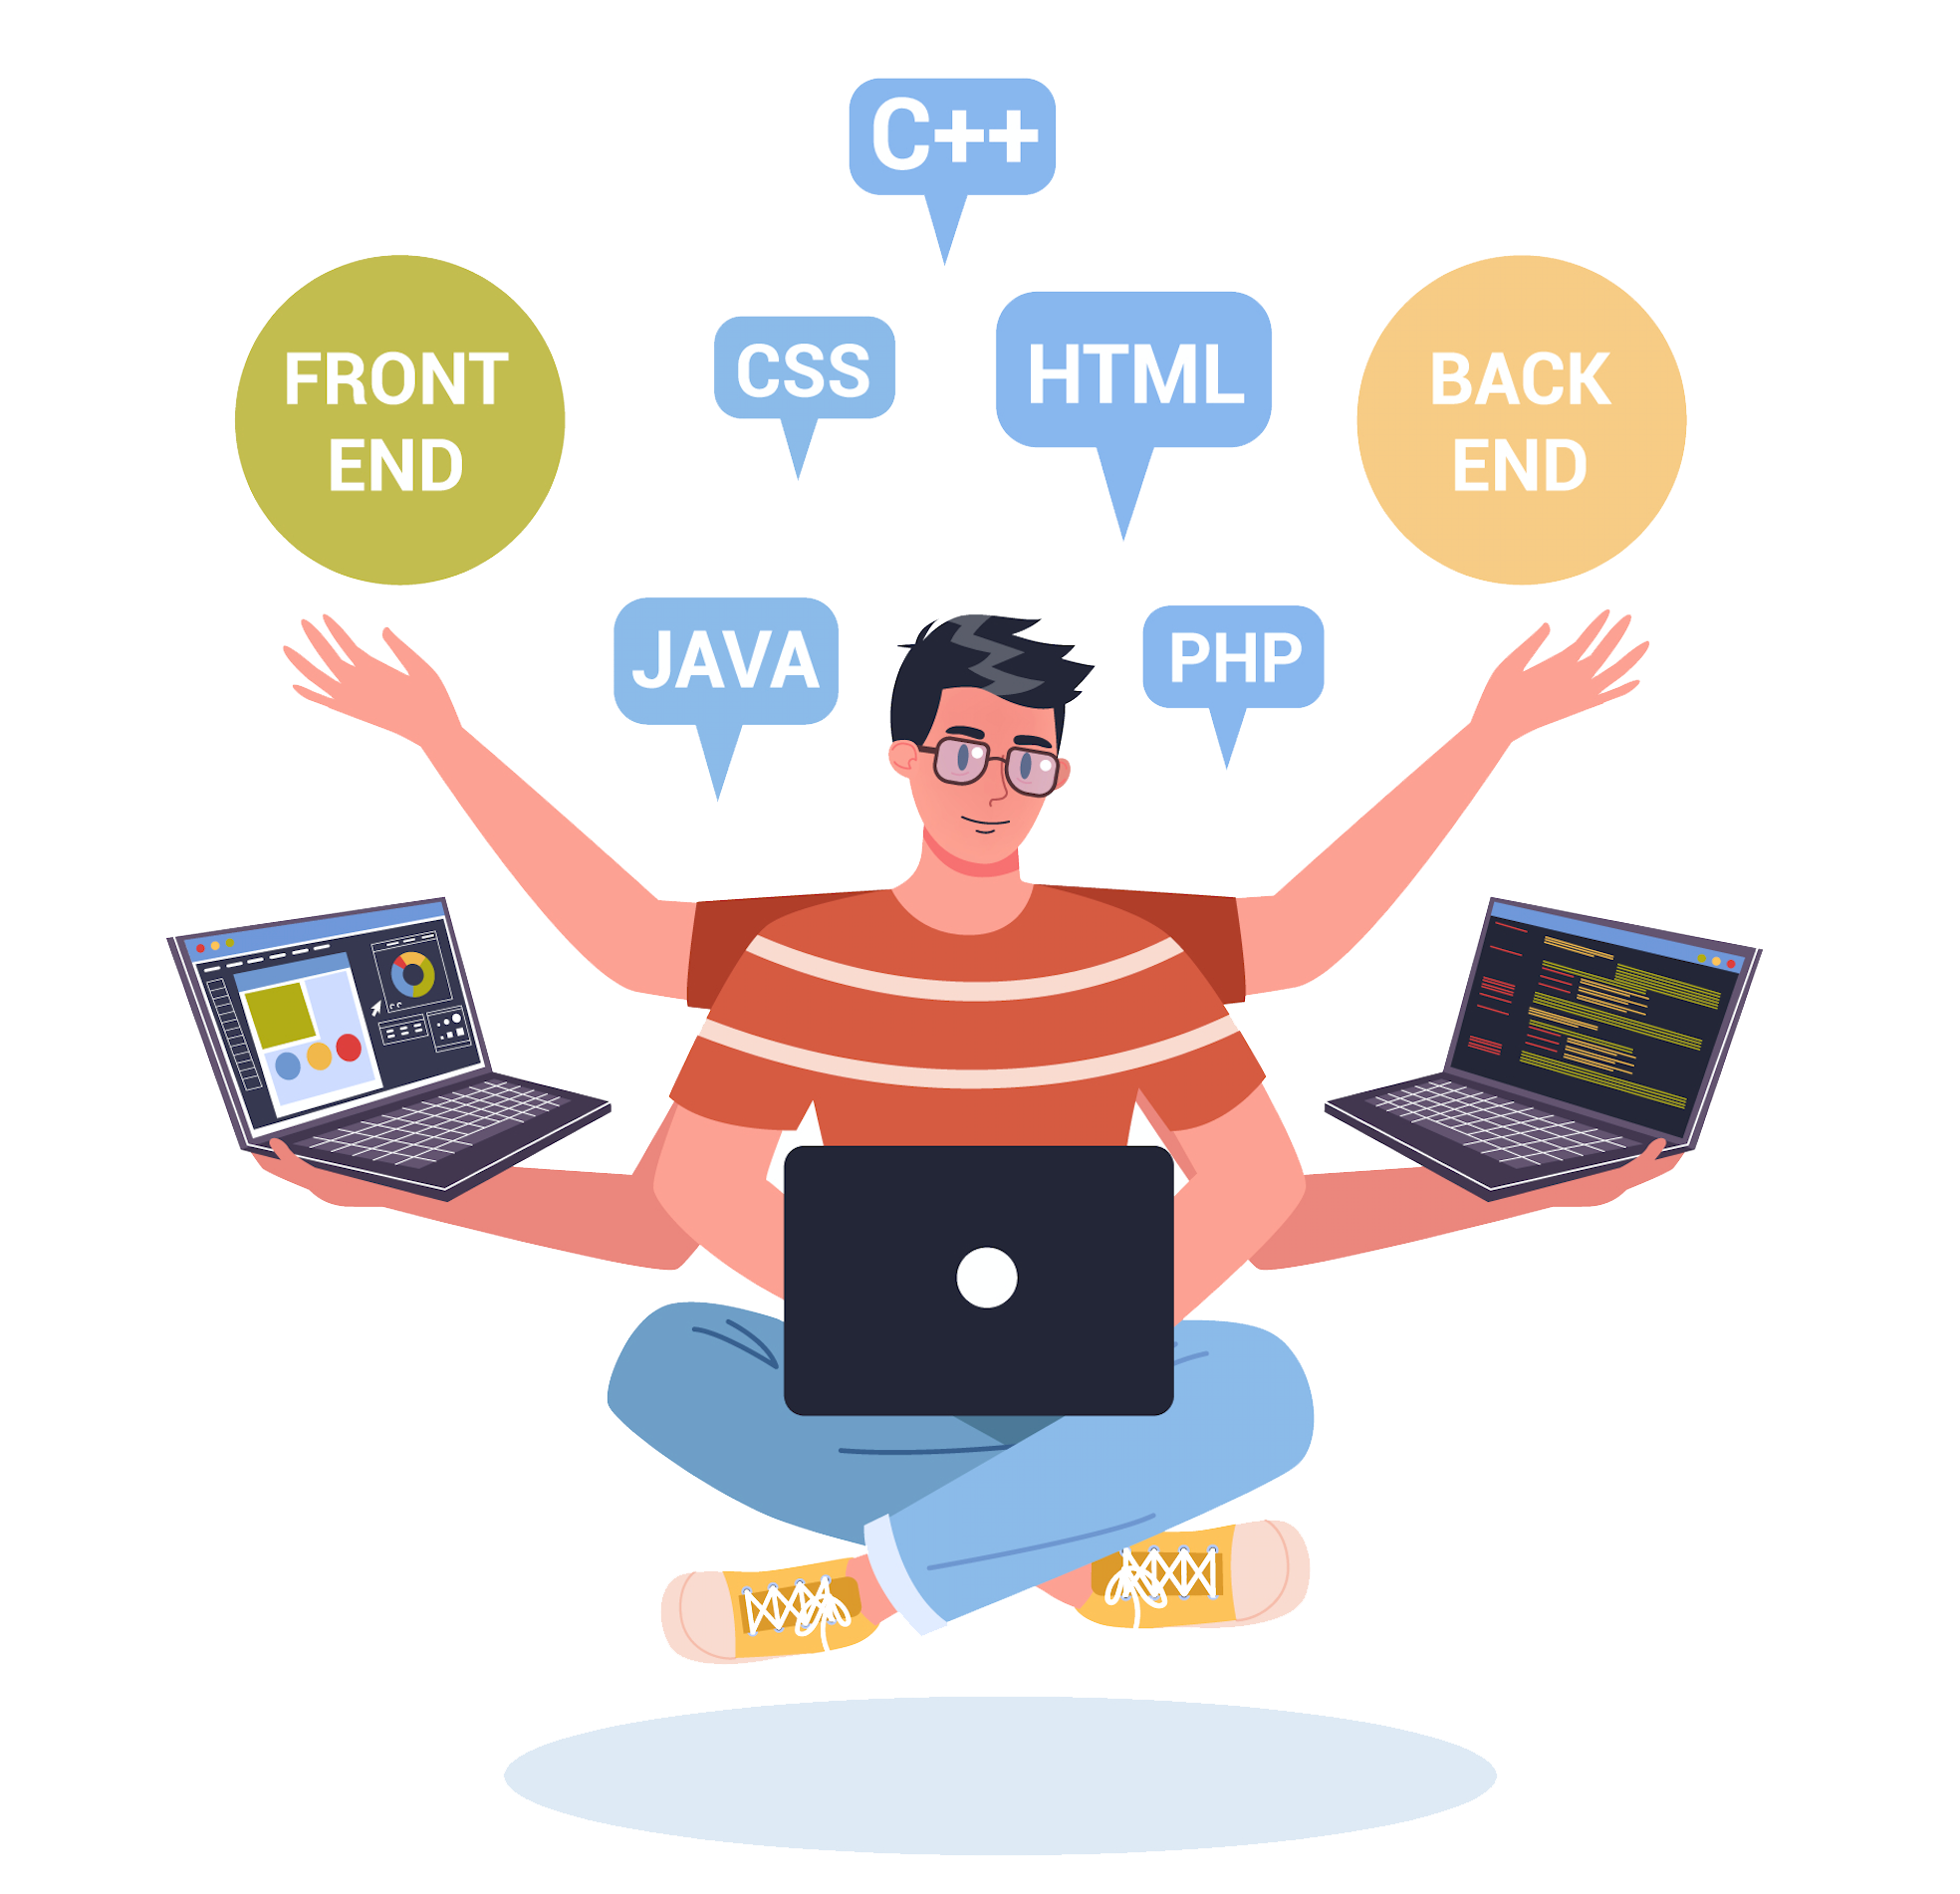 C++
FRONT
END
CSS
HTML
BACK
END
JAVA
PHP